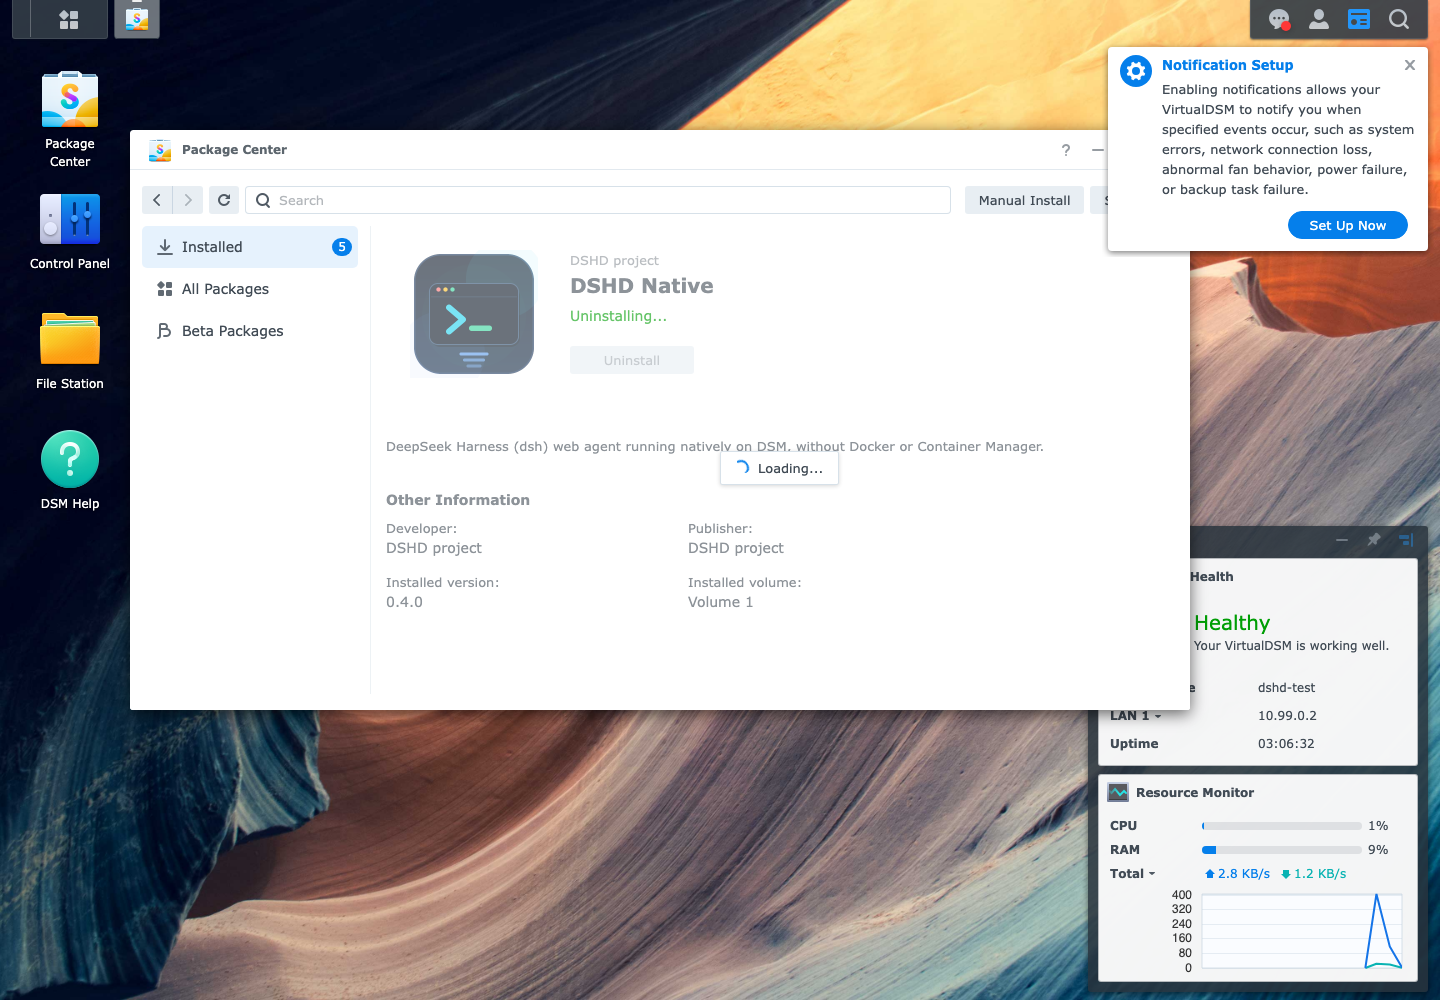 Notification Setup
Enabling notifications allows your
VirtualDSM to notify you when
specified events occur, such as system
errors, network connection loss,
abnormal fan behavior, power failure,
or backup task failure.
Set Up Now
Package
Center
Control Panel
File Station
DSM Help
Package Center
Search
Manual Install
Installed
5
All Packages
Beta Packages
DSHD project
DSHD Native
Uninstalling...
Uninstall
DeepSeek Harness (dsh) web agent running natively on DSM, without Docker or Container Manager.
Loading...
Other Information
Developer:
DSHD project
Publisher:
DSHD project
Installed version:
0.4.0
Installed volume:
Volume 1
Health
Healthy
Your VirtualDSM is working well.
dshd-test
LAN 1
10.99.0.2
Uptime
03:06:32
Resource Monitor
CPU
1%
RAM
9%
Total
2.8 KB/s
1.2 KB/s
400
320
240
160
80
0